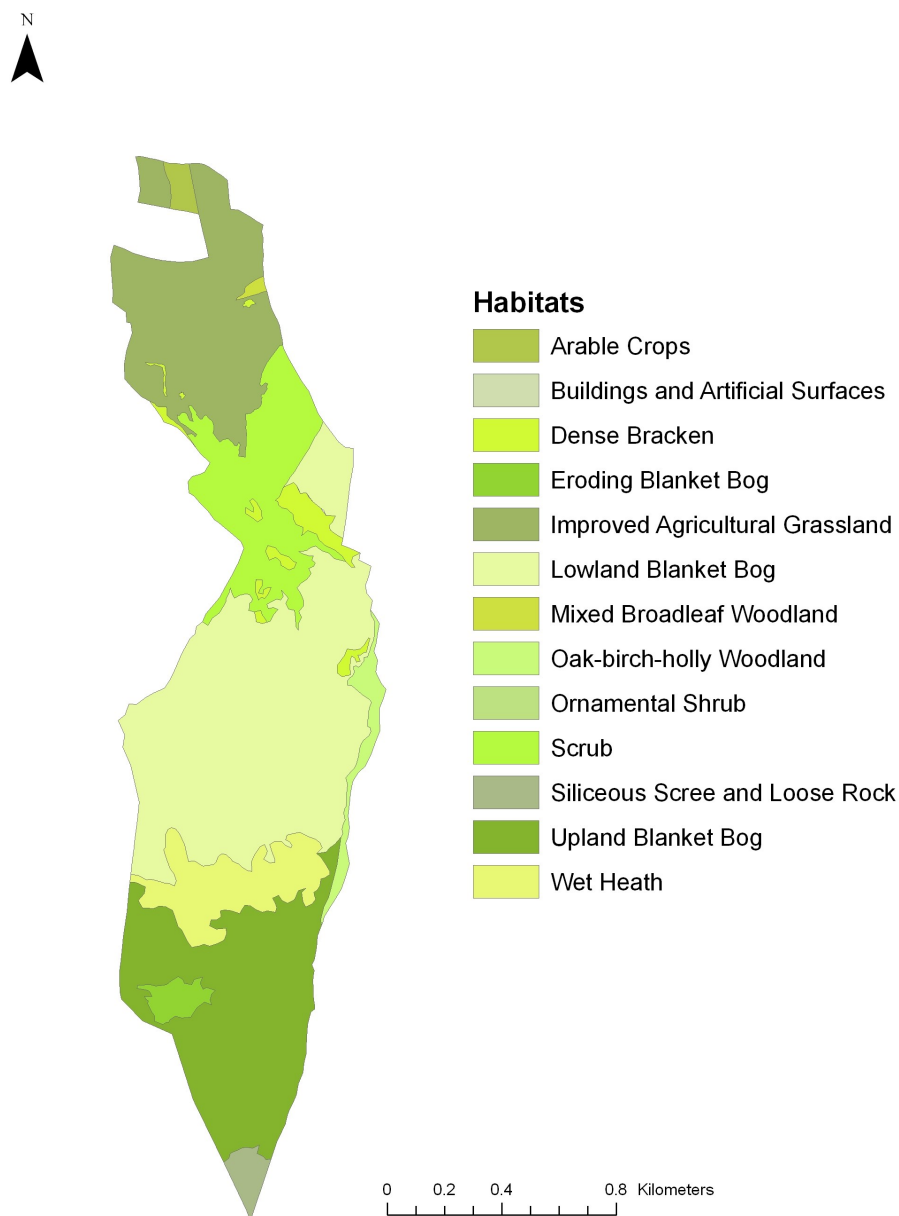 N
Habitats
Arable Crops
Buildings and Artificial Surfaces
Dense Bracken
Eroding Blanket Bog
Improved Agricultural Grassland
Lowland Blanket Bog
Mixed Broadleaf Woodland
Oak-birch-holly Woodland
Ornamental Shrub
Scrub
Siliceous Scree and Loose Rock
Upland Blanket Bog
Wet Heath
0 0.2 0.4 0.8 Kilometers